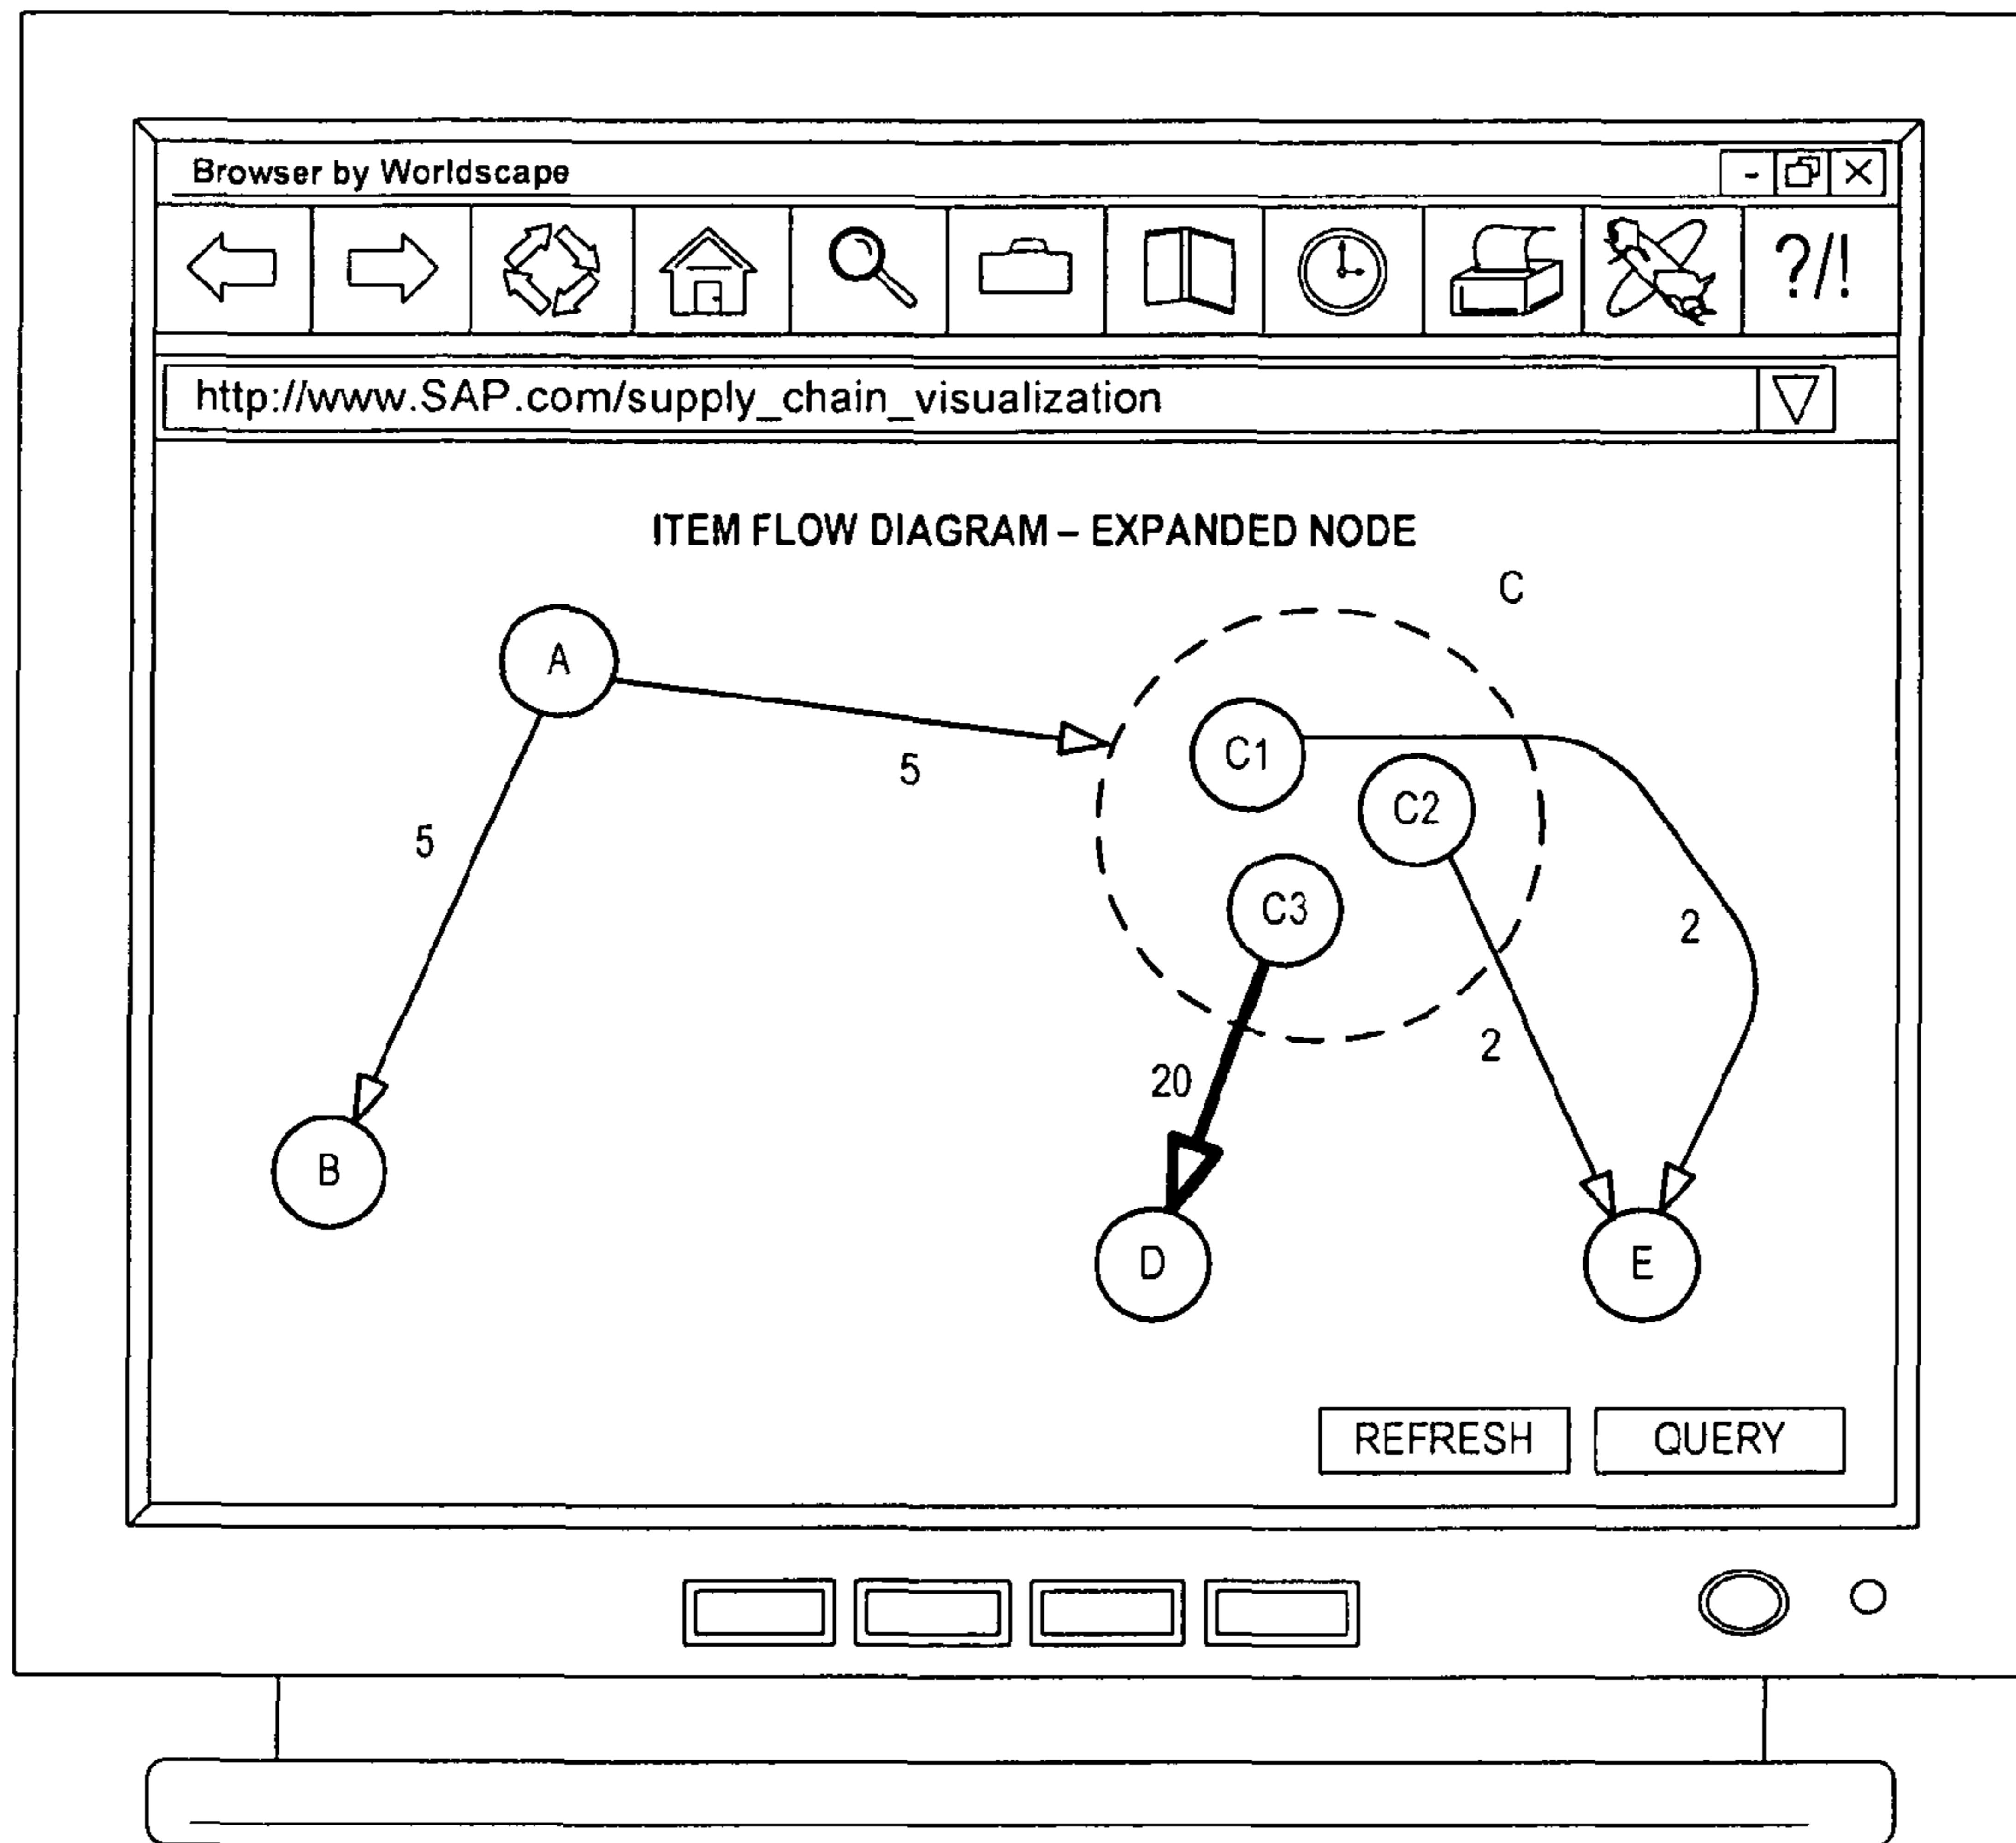 Browser by Worldscape
-
?/!
http://www.SAP.com/supply_chain_visualization
ITEM FLOW DIAGRAM – EXPANDED NODE
C
A
C1
5
C2
5
C3
2
2
20
B
D
E
REFRESH
QUERY